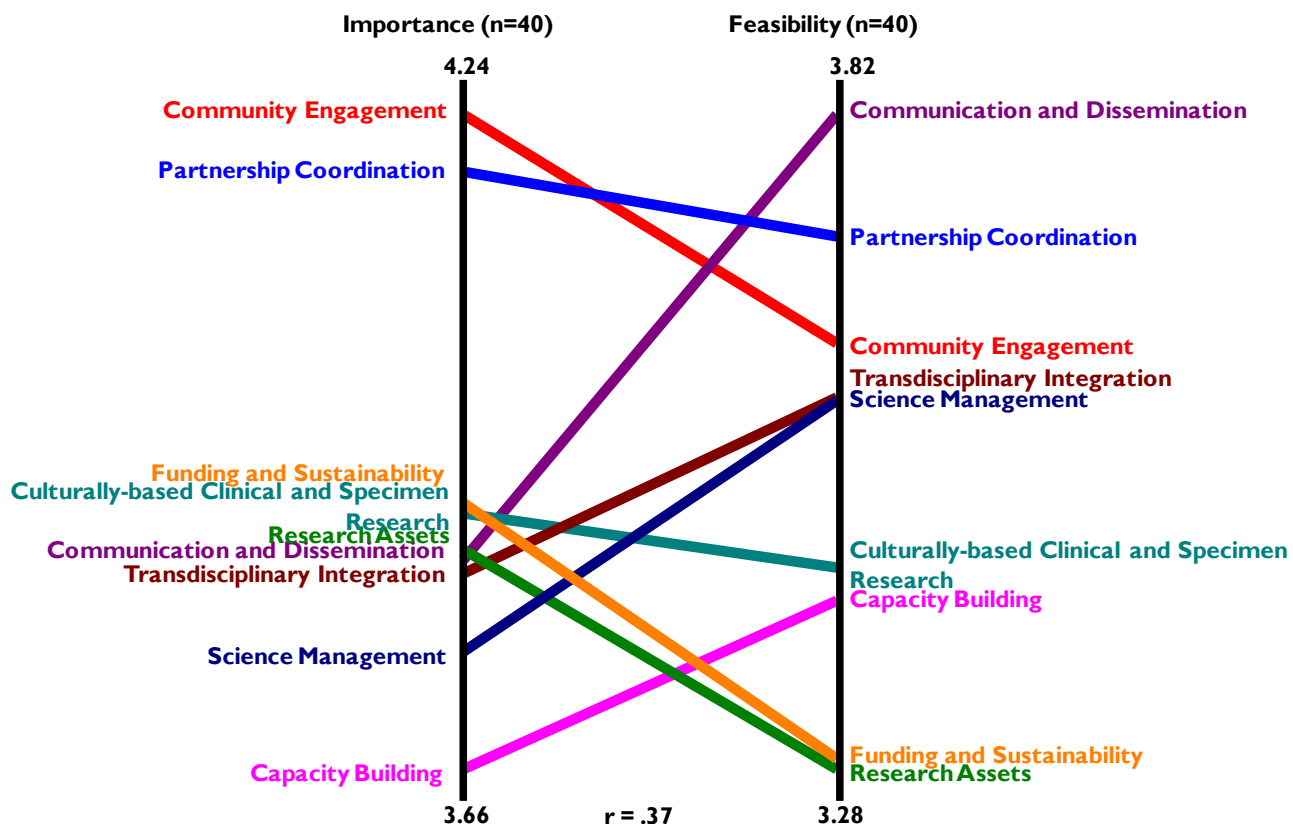 Importance (n=40)
Feasibility (n=40)
4.24
3.82
Community Engagement
Partnership Coordination
Funding and Sustainability
Culturally-based Clinical and Specimen
Research
Research Assets
Communication and Dissemination
Transdisciplinary Integration
Science Management
Capacity Building
Communication and Dissemination
Partnership Coordination
Community Engagement
Transdisciplinary Integration
Science Management
Culturally-based Clinical and Specimen
Research
Capacity Building
Funding and Sustainability
Research Assets
3.66
r = .37
3.28